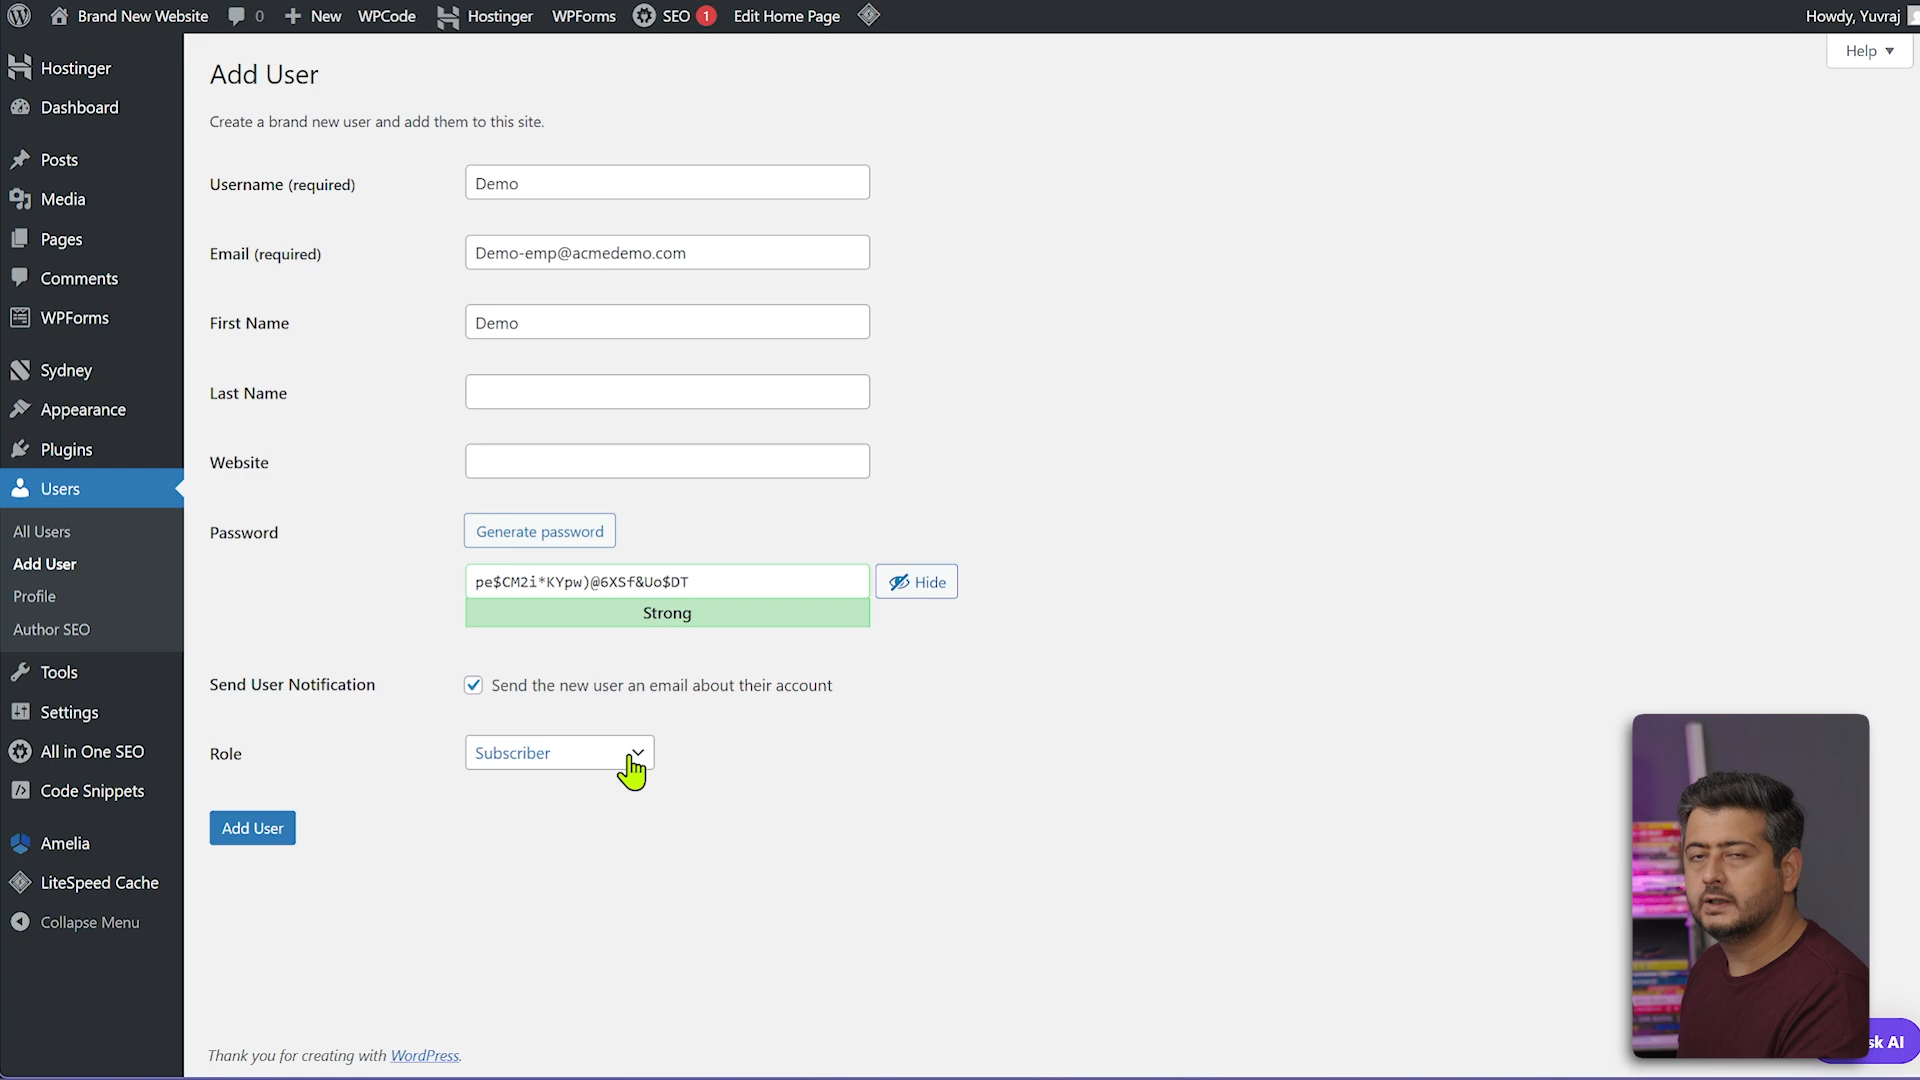 Brand New Website 0 New WPCode Hostinger WPForms SEO 1 Edit Home Page Howdy, Yuvraj
Help
Hostinger
Dashboard
Posts
Media
Pages
Comments
WPForms
Sydney
Appearance
Plugins
Users
All Users
Add User
Profile
Author SEO
Tools
Settings
All in One SEO
Code Snippets
Amelia
LiteSpeed Cache
Collapse Menu
Add User
Create a brand new user and add them to this site.
Username (required) Demo
Email (required) Demo-emp@acmedemo.com
First Name Demo
Last Name
Website
Password Generate password
pe$CM2i*KYpw)@6XSf&Uo$DT Hide
Strong
Send User Notification Send the new user an email about their account
Role Subscriber
Add User
Thank you for creating with WordPress.
sk AI